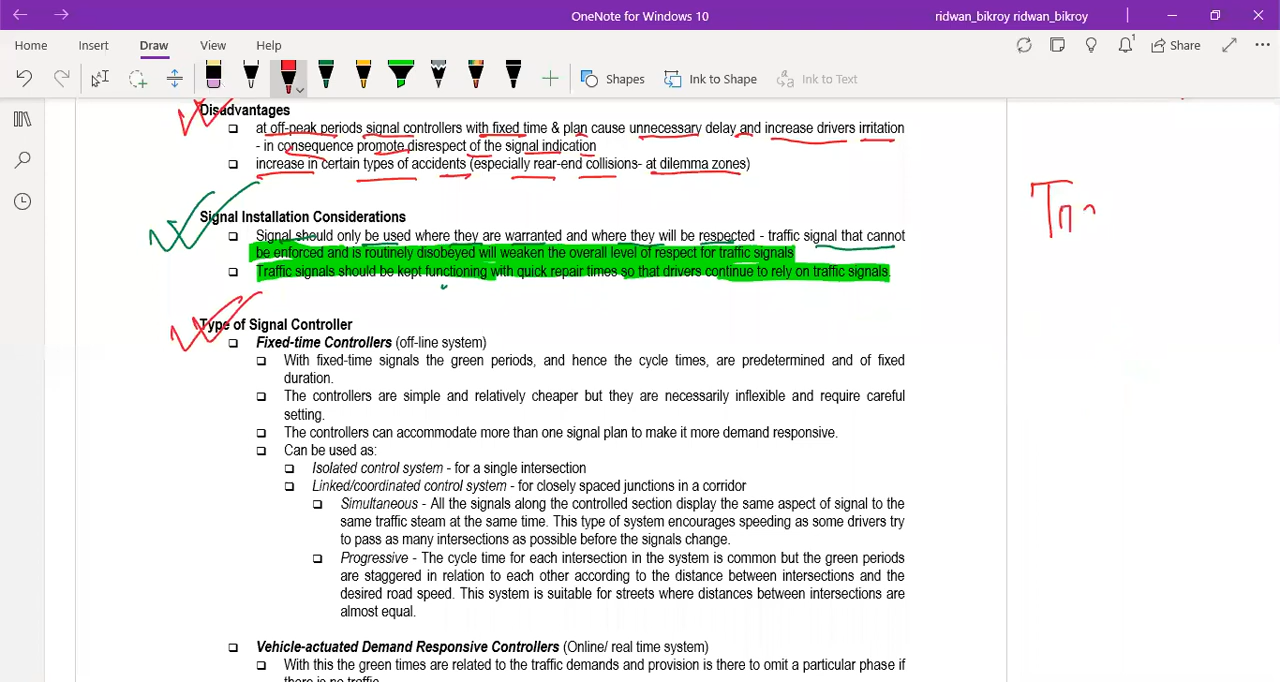 OneNote for Windows 10
ridwan_bikroy ridwan_bikroy
Home Insert Draw View Help
Share
Shapes Ink to Shape Ink to Text
Disadvantages
at off-peak periods signal controllers with fixed time & plan cause unnecessary delay and increase drivers irritation
- in consequence promote disrespect of the signal indication
increase in certain types of accidents (especially rear-end collisions- at dilemma zones)
Signal Installation Considerations
Signal should only be used where they are warranted and where they will be respected - traffic signal that cannot
be enforced and is routinely disobeyed will weaken the overall level of respect for traffic signals
Traffic signals should be kept functioning with quick repair times so that drivers continue to rely on traffic signals.
Type of Signal Controller
Fixed-time Controllers (off-line system)
With fixed-time signals the green periods, and hence the cycle times, are predetermined and of fixed
duration.
The controllers are simple and relatively cheaper but they are necessarily inflexible and require careful
setting.
The controllers can accommodate more than one signal plan to make it more demand responsive.
Can be used as:
Isolated control system - for a single intersection
Linked/coordinated control system - for closely spaced junctions in a corridor
Simultaneous - All the signals along the controlled section display the same aspect of signal to the
same traffic steam at the same time. This type of system encourages speeding as some drivers try
to pass as many intersections as possible before the signals change.
Progressive - The cycle time for each intersection in the system is common but the green periods
are staggered in relation to each other according to the distance between intersections and the
desired road speed. This system is suitable for streets where distances between intersections are
almost equal.
Vehicle-actuated Demand Responsive Controllers (Online/ real time system)
With this the green times are related to the traffic demands and provision is there to omit a particular phase if
there is no traffic